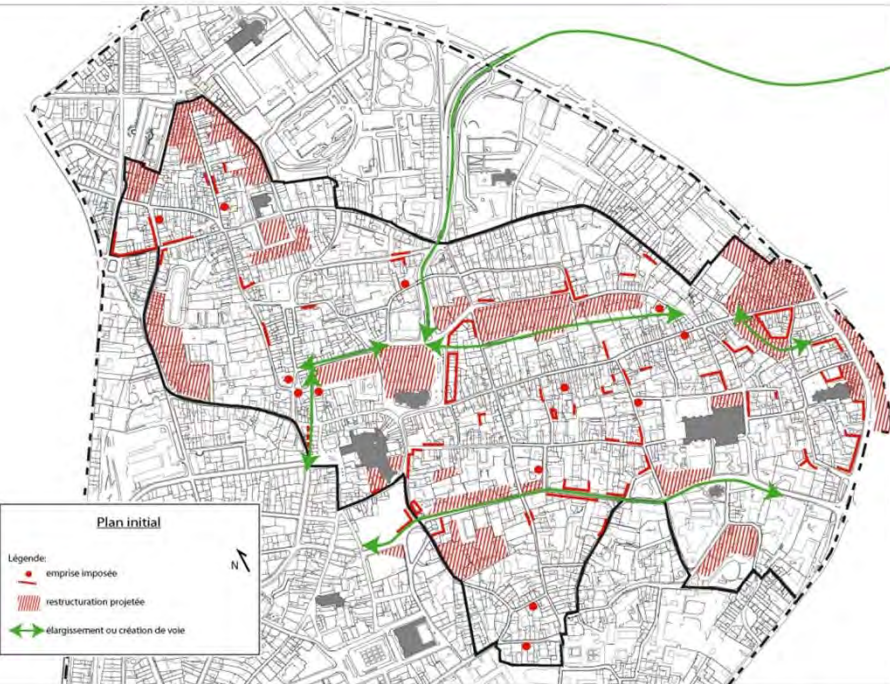 Plan initial
Légende:
emprise imposée
restructuration projetée
élargissement ou création de voie
N